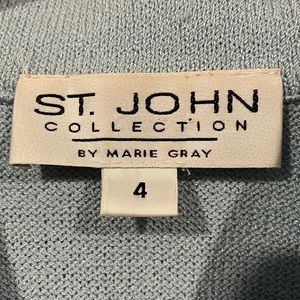 ST. JOHN
COLLECTION
BY MARIE GRAY
4